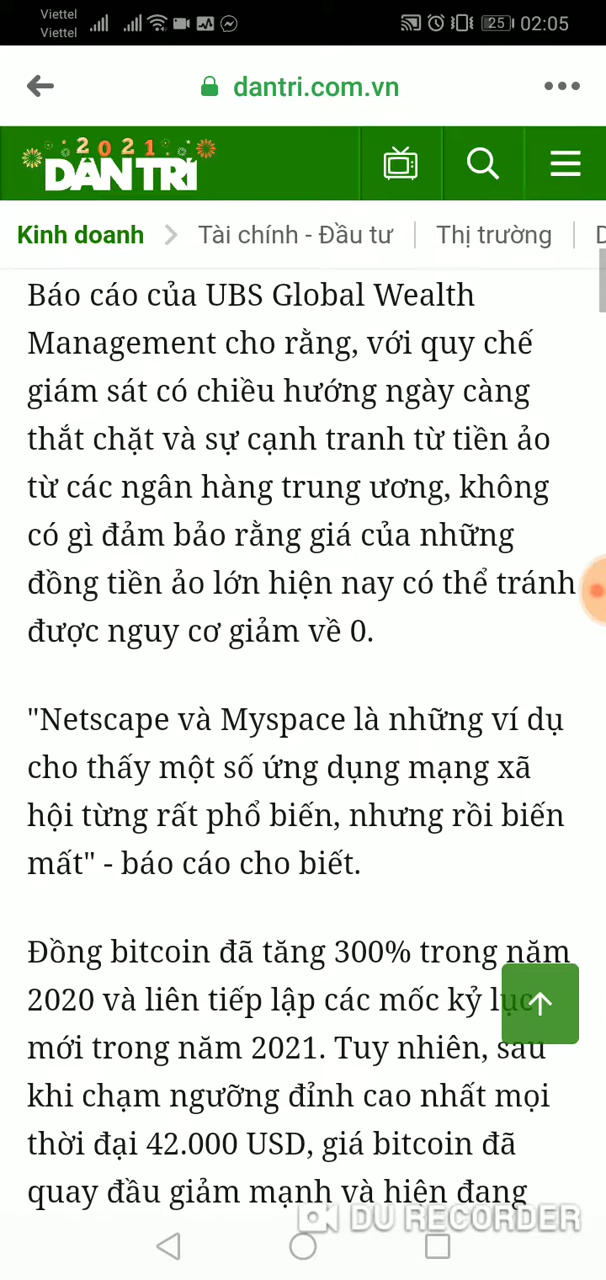 Viettel
Viettel
25
02:05
dantri.com.vn
2021
DÂN TRÍ
Kinh doanh
Tài chính - Đầu tư
Thị trường
Báo cáo của UBS Global Wealth
Management cho rằng, với quy chế
giám sát có chiều hướng ngày càng
thắt chặt và sự cạnh tranh từ tiền ảo
từ các ngân hàng trung ương, không
có gì đảm bảo rằng giá của những
đồng tiền ảo lớn hiện nay có thể tránh
được nguy cơ giảm về 0.
"Netscape và Myspace là những ví dụ
cho thấy một số ứng dụng mạng xã
hội từng rất phổ biến, nhưng rồi biến
mất" - báo cáo cho biết.
Đồng bitcoin đã tăng 300% trong năm
2020 và liên tiếp lập các mốc kỷ lục
mới trong năm 2021. Tuy nhiên, sau
khi chạm ngưỡng đỉnh cao nhất mọi
thời đại 42.000 USD, giá bitcoin đã
quay đầu giảm mạnh và hiện đang
DU RECORDER